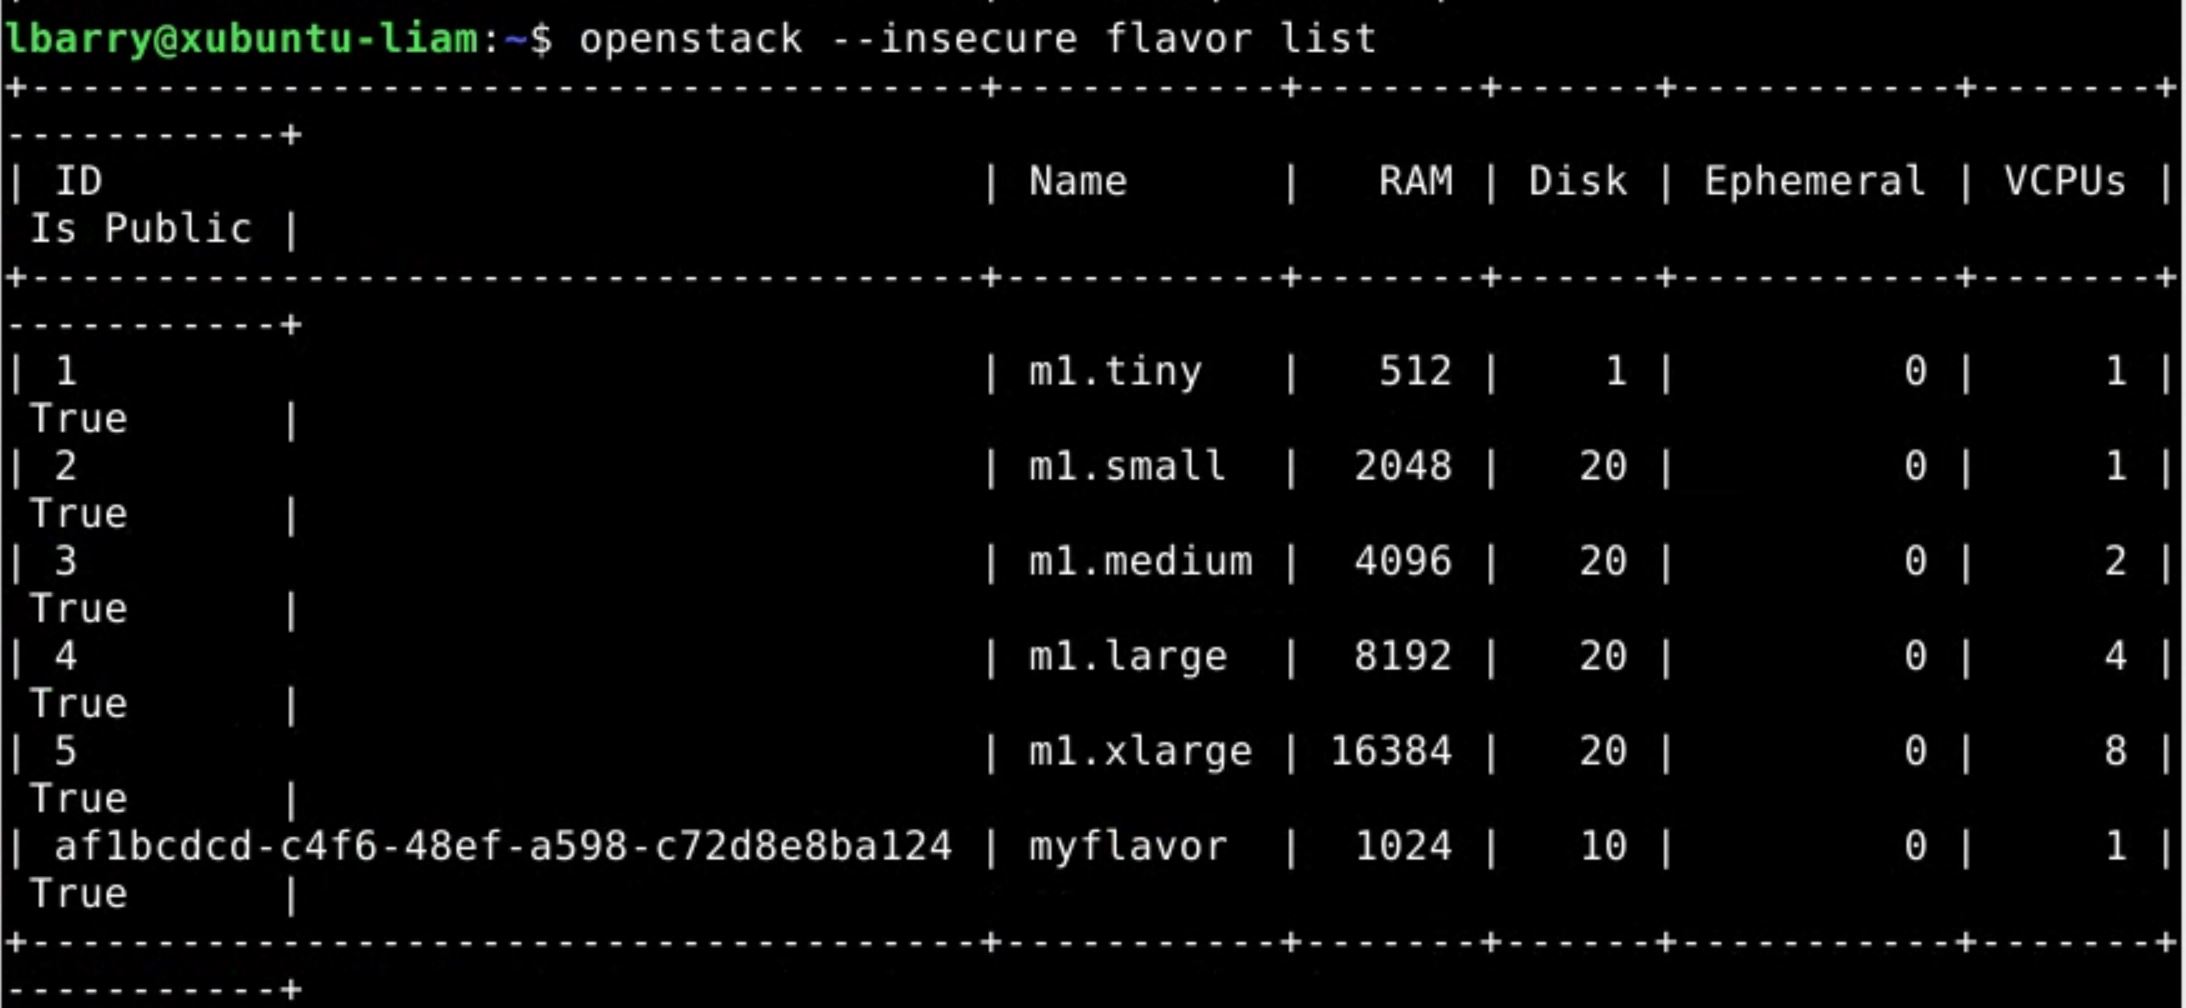 lbarry@xubuntu-liam:~$ openstack --insecure flavor list
+--------------------------------------+-----------+-------+------+-----------+-------+
-----------+
| ID                                   | Name      |   RAM | Disk | Ephemeral | VCPUs |
 Is Public |
+--------------------------------------+-----------+-------+------+-----------+-------+
-----------+
| 1                                    | m1.tiny   |   512 |    1 |         0 |     1 |
 True      |
| 2                                    | m1.small  |  2048 |   20 |         0 |     1 |
 True      |
| 3                                    | m1.medium |  4096 |   20 |         0 |     2 |
 True      |
| 4                                    | m1.large  |  8192 |   20 |         0 |     4 |
 True      |
| 5                                    | m1.xlarge | 16384 |   20 |         0 |     8 |
 True      |
| af1bcdcd-c4f6-48ef-a598-c72d8e8ba124 | myflavor  |  1024 |   10 |         0 |     1 |
 True      |
+--------------------------------------+-----------+-------+------+-----------+-------+
-----------+